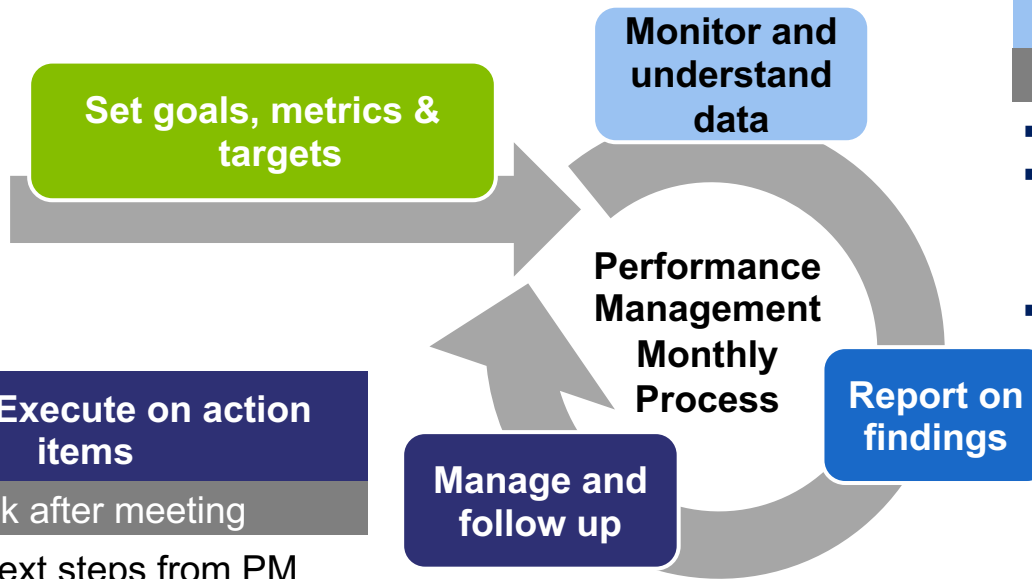 Monitor and
understand
data
Set goals, metrics &
targets
Performance
Management
Monthly
Process
Report on
findings
Execute on action
items
Manage and
follow up
k after meeting
ext steps from PM